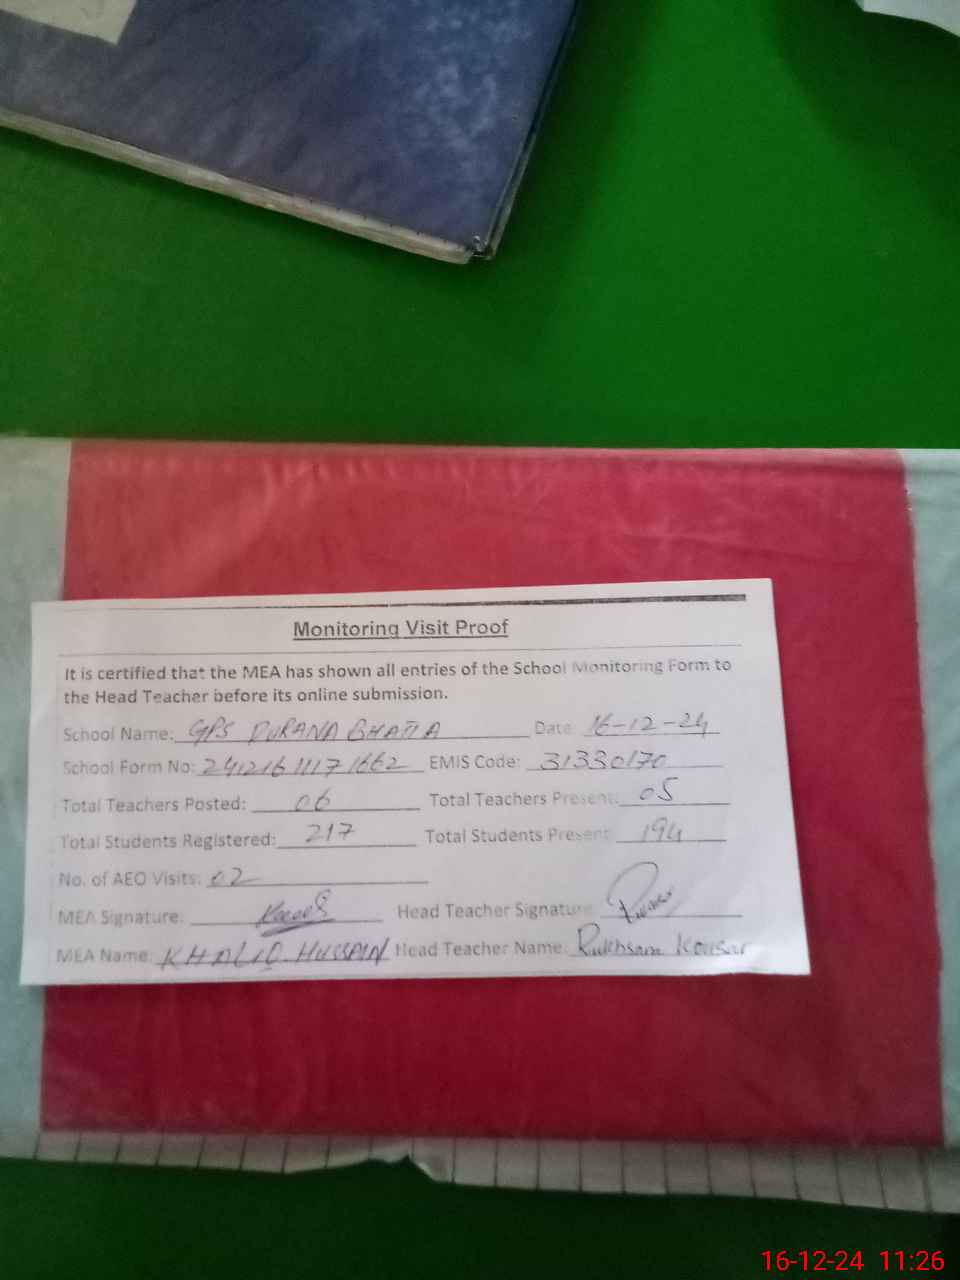 Monitoring Visit Proof
It is certified that the MEA has shown all entries of the School Monitoring Form to
the Head Teacher before its online submission.
School Name: GPS DURANA BHATTA Date: 16-12-24
School Form No: 24121611171662 EMIS Code: 31330170
Total Teachers Posted: 06 Total Teachers Present: 05
Total Students Registered: 217 Total Students Present: 194
No. of AEO Visits: 02
MEA Signature: Head Teacher Signature:
MEA Name: KHALID HUSSAIN Head Teacher Name: Rukhsana Kousar
16-12-24 11:26